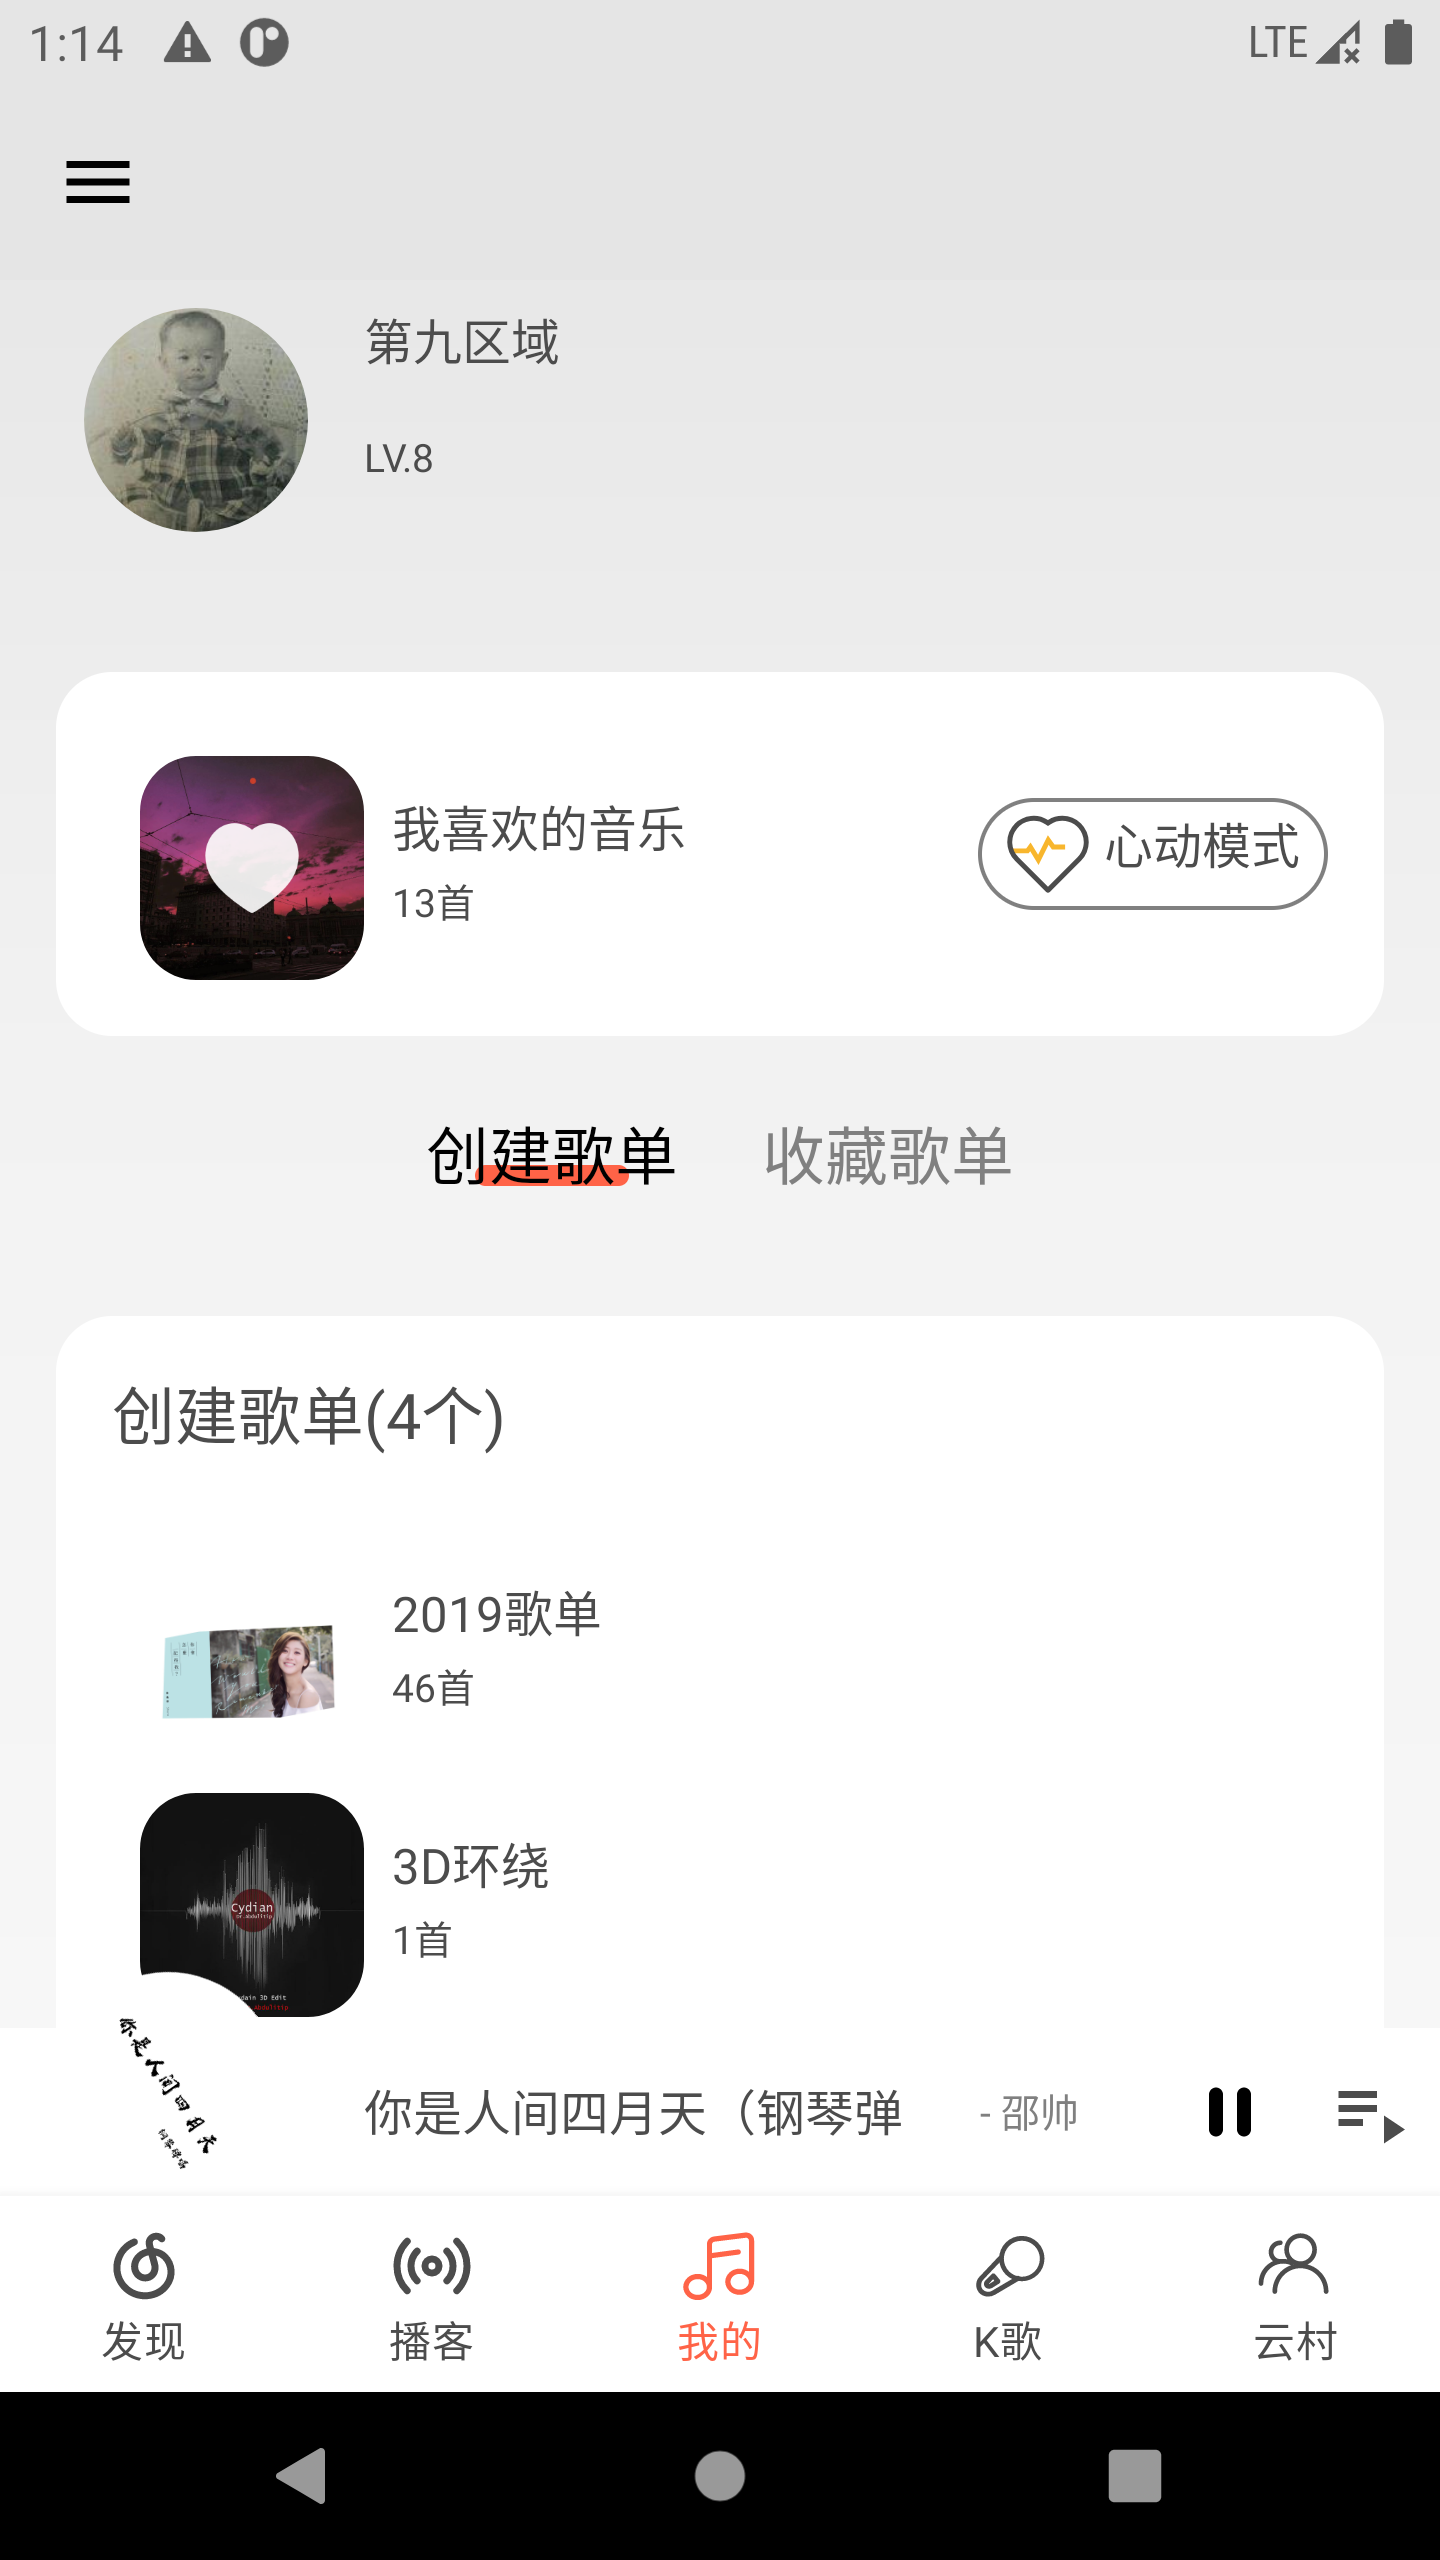 1:14
LTE
第九区域
LV.8
我喜欢的音乐
13首
心动模式
创建歌单
收藏歌单
创建歌单(4个)
2019歌单
46首
Cydian
3D环绕
1首
你是人间四月天
你是人间四月天（钢琴弹
- 邵帅
发现
播客
我的
K歌
云村